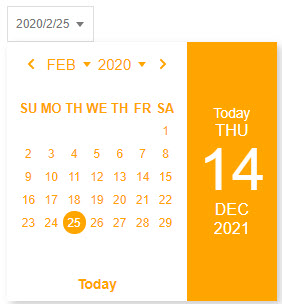 2020/2/25
FEB 2020
SU MO TH WE TH FR SA
1
2 3 4 5 6 7 8
9 10 11 12 13 14 15
16 17 18 19 20 21 22
23 24 25 26 27 28 29
Today
Today
THU
14
DEC
2021